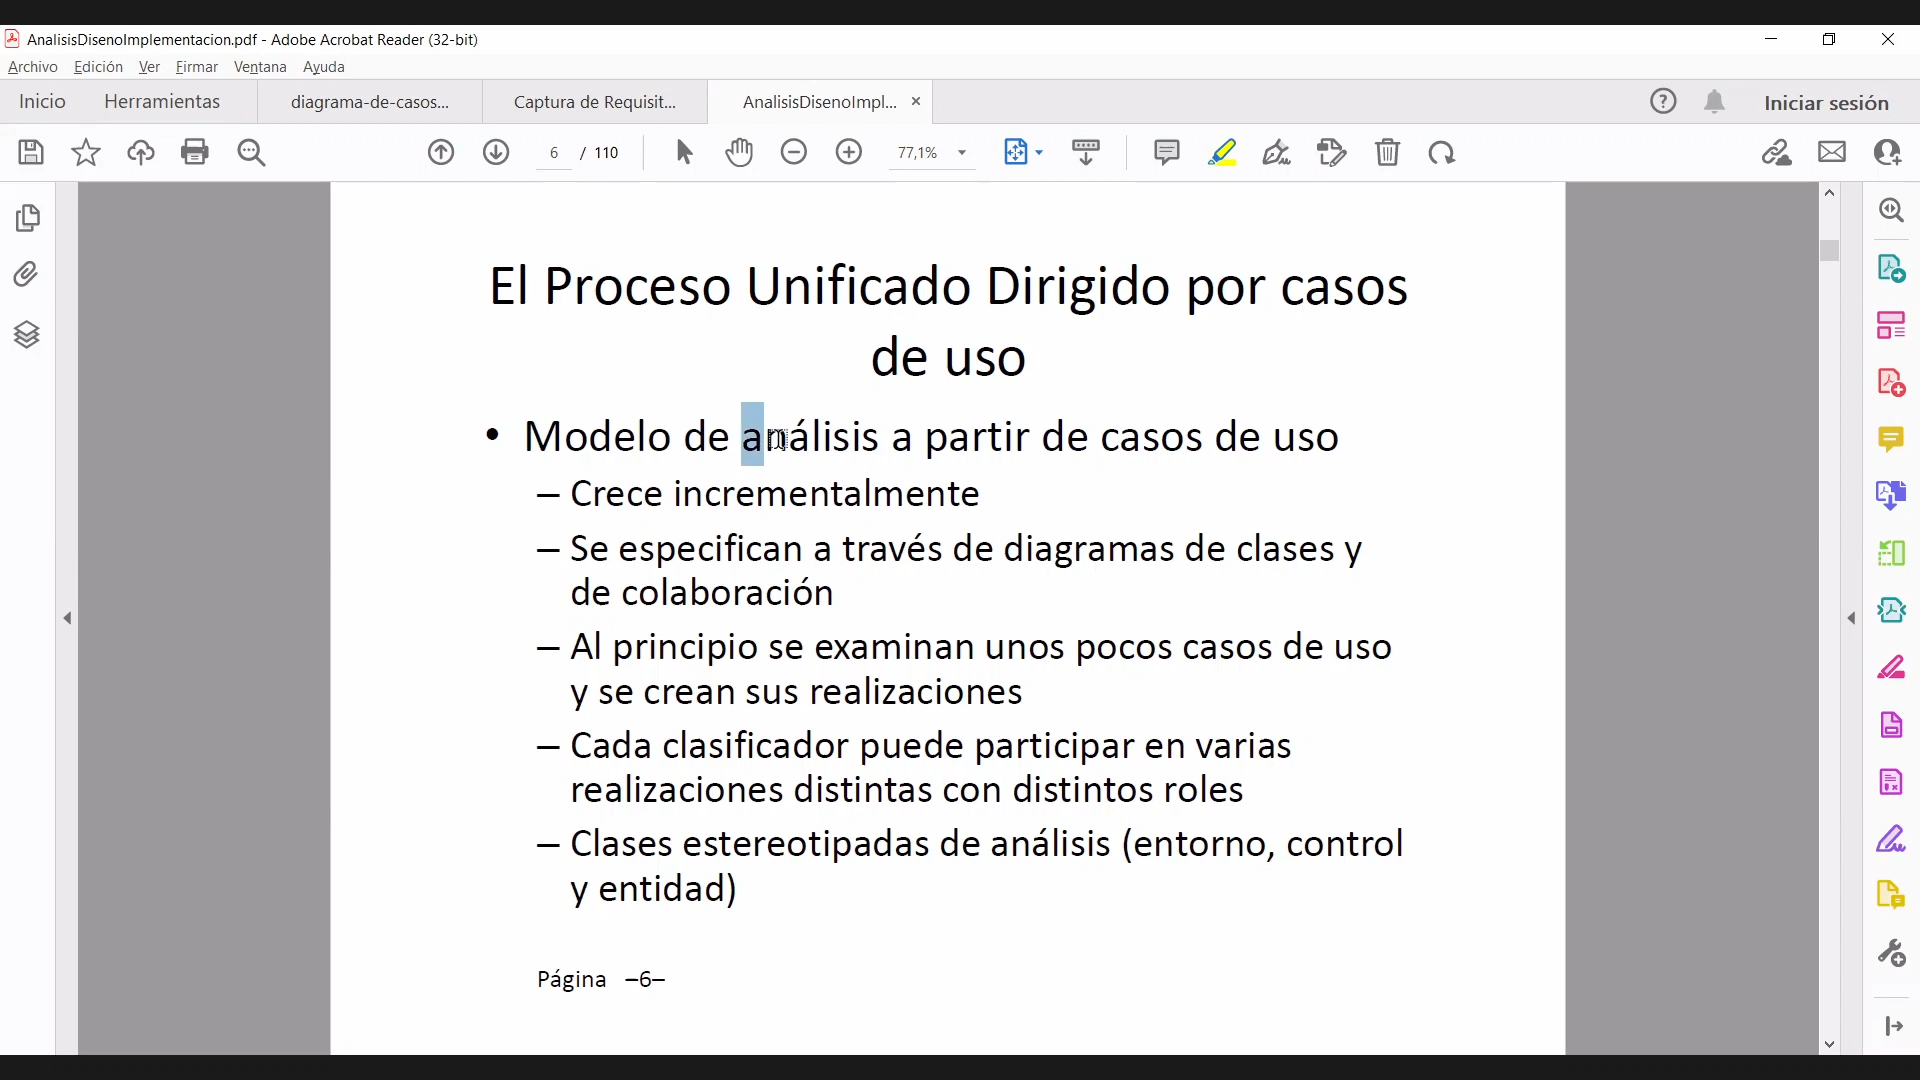 AnalisisDisenoImplementacion.pdf - Adobe Acrobat Reader (32-bit)
Archivo Edición Ver Firmar Ventana Ayuda
Inicio Herramientas diagrama-de-casos... Captura de Requisit... AnalisisDisenoImpl... Iniciar sesión
6 / 110 77,1%
El Proceso Unificado Dirigido por casos
de uso
• Modelo de análisis a partir de casos de uso
– Crece incrementalmente
– Se especifican a través de diagramas de clases y
de colaboración
– Al principio se examinan unos pocos casos de uso
y se crean sus realizaciones
– Cada clasificador puede participar en varias
realizaciones distintas con distintos roles
– Clases estereotipadas de análisis (entorno, control
y entidad)
Página –6–